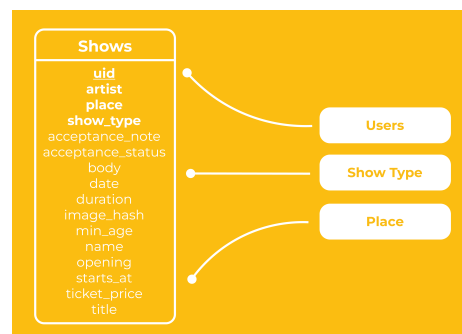 Shows
uid
artist
place
show_type
acceptance_note
acceptance_status
body
date
duration
image_hash
min_age
name
opening
starts_at
ticket_price
title
Users
Show Type
Place